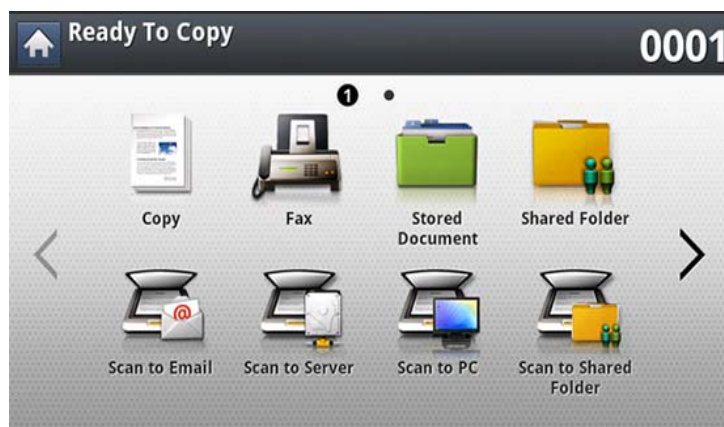 Ready To Copy
0001
1
Copy
Fax
Stored
Document
Shared Folder
@
Scan to Email
Scan to Server
Scan to PC
Scan to Shared
Folder